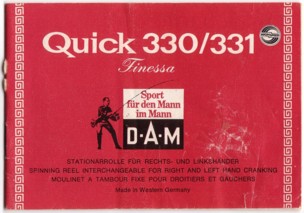 Quick 330/331
Finessa
Sport
für den Mann
im Mann
D·A·M
STATIONÄRROLLE FÜR RECHTS- UND LINKSHÄNDER
SPINNING REEL INTERCHANGEABLE FOR RIGHT AND LEFT HAND CRANKING
MOULINET A TAMBOUR FIXE POUR DROITIERS ET GAUCHERS
Made in Western Germany